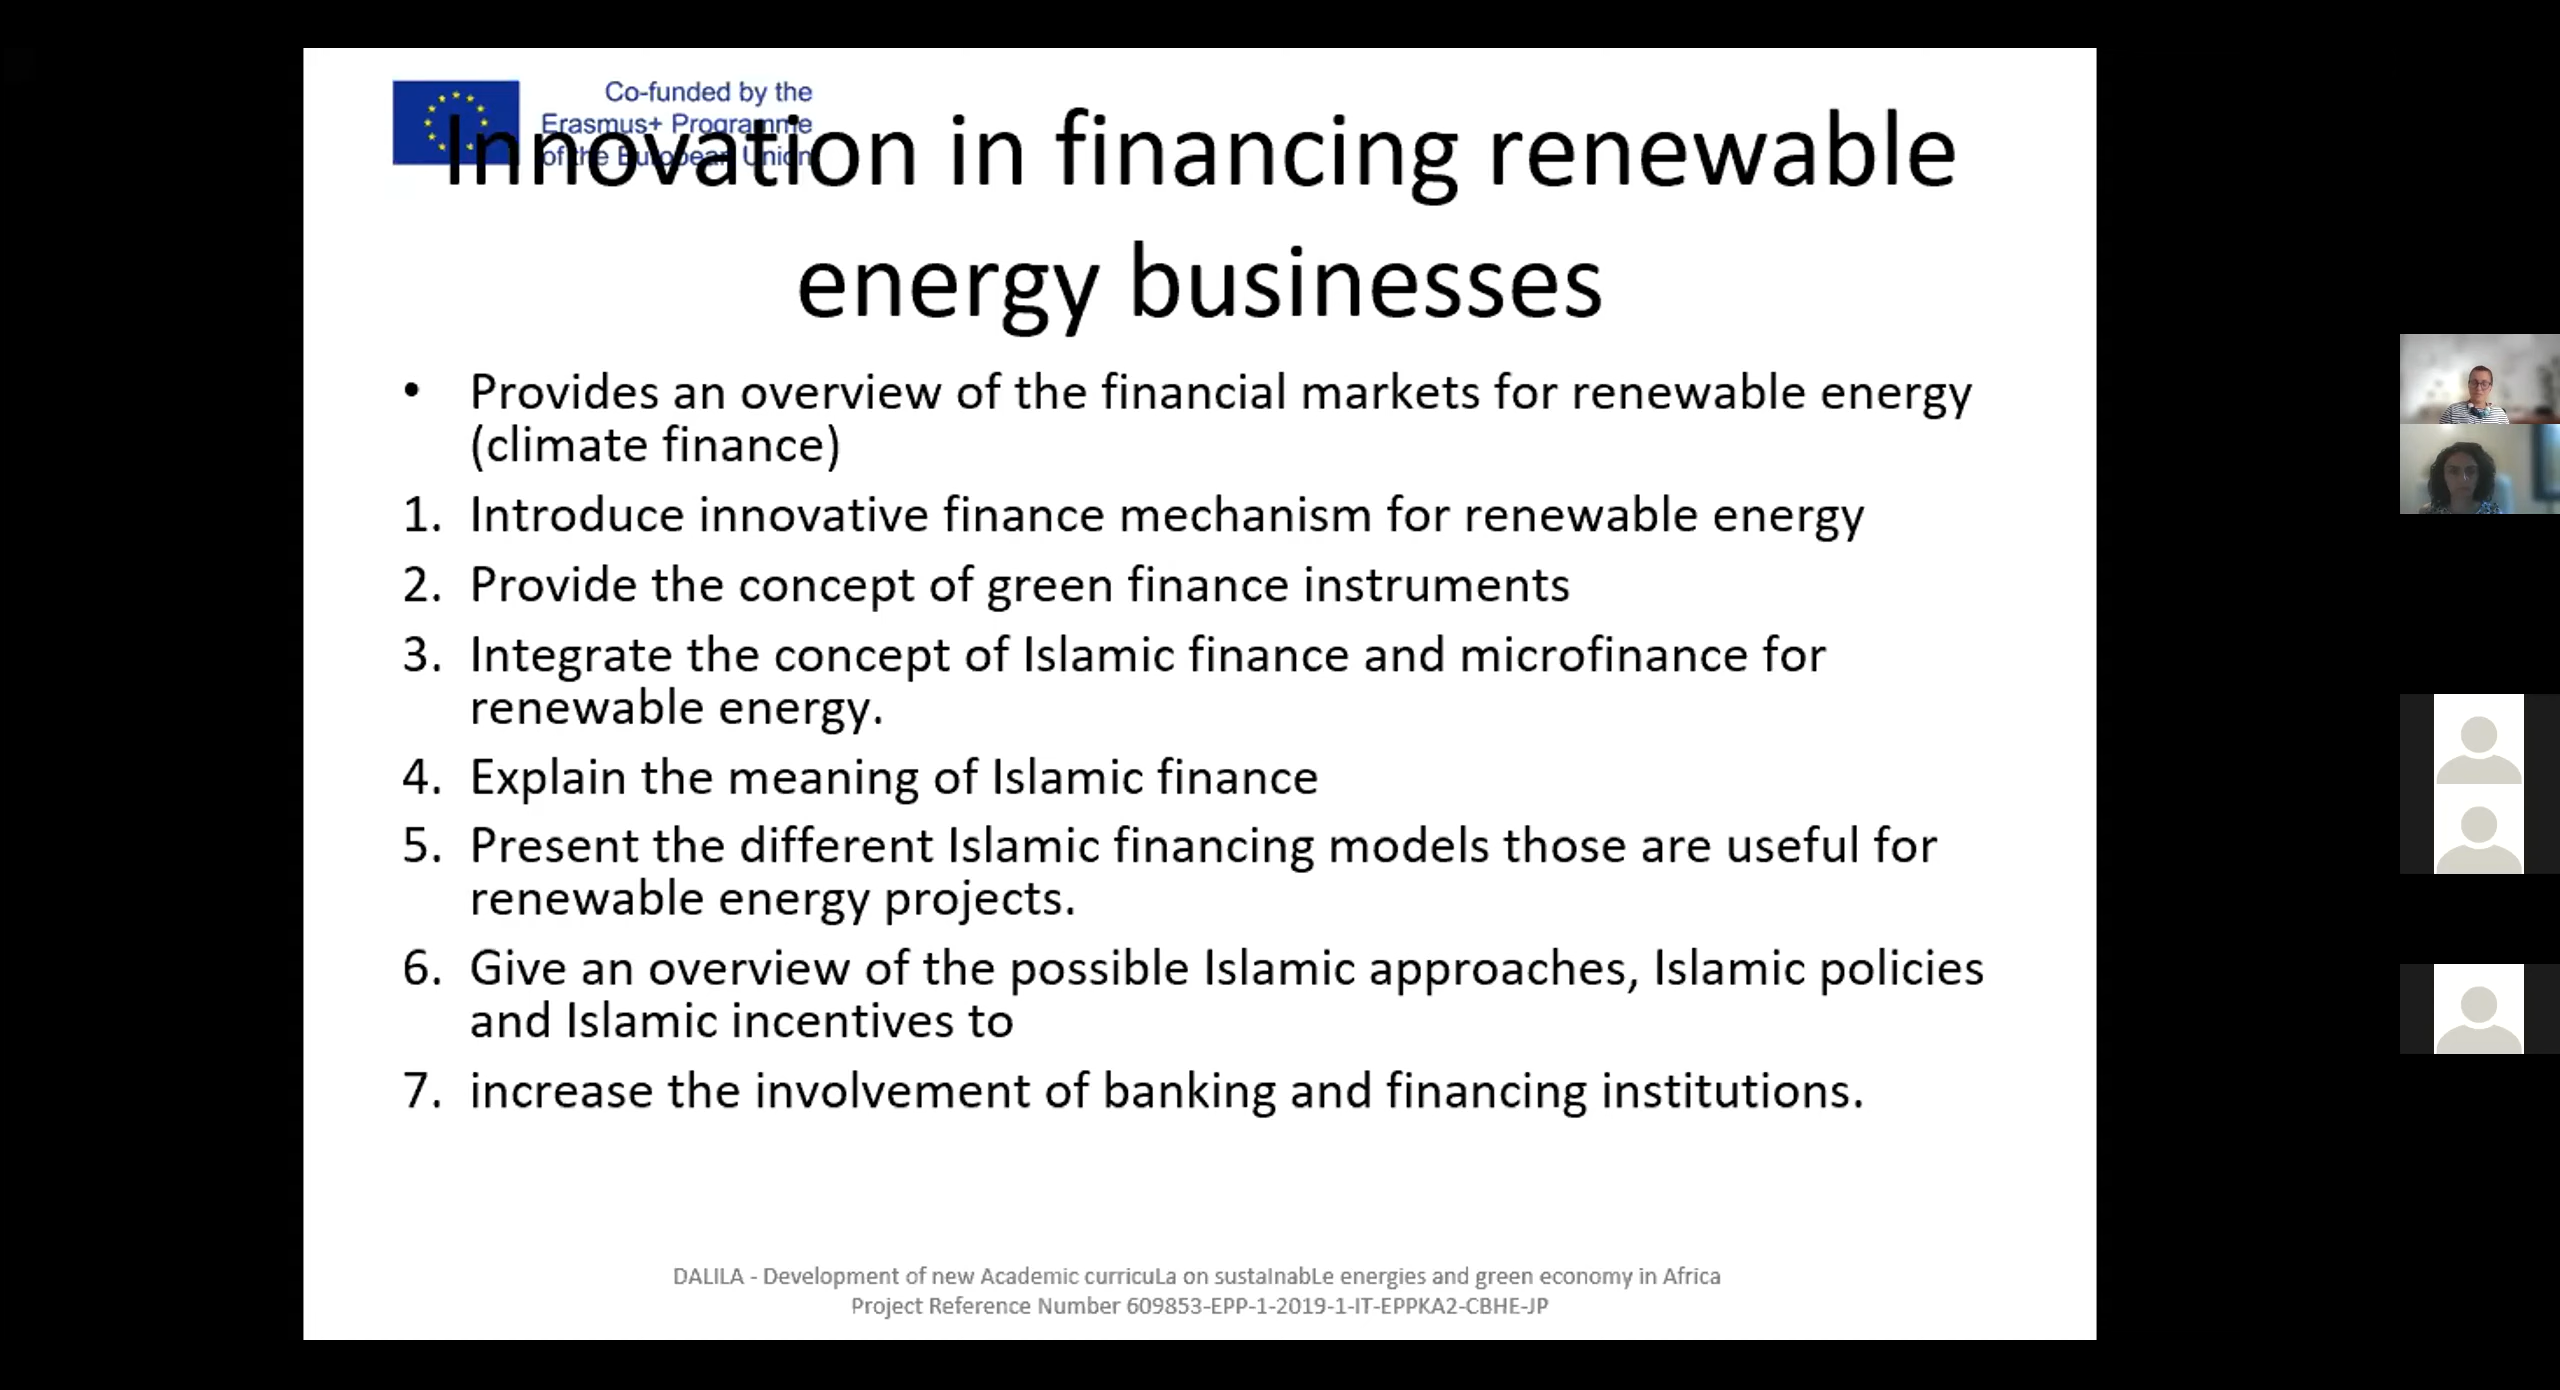 Co-funded by the
Erasmus+ Programme
of the European Union
Innovation in financing renewable
energy businesses
• Provides an overview of the financial markets for renewable energy
(climate finance)
1. Introduce innovative finance mechanism for renewable energy
2. Provide the concept of green finance instruments
3. Integrate the concept of Islamic finance and microfinance for
renewable energy.
4. Explain the meaning of Islamic finance
5. Present the different Islamic financing models those are useful for
renewable energy projects.
6. Give an overview of the possible Islamic approaches, Islamic policies
and Islamic incentives to
7. increase the involvement of banking and financing institutions.
DALILA - Development of new Academic curricuLa on sustaInabLe energies and green economy in Africa
Project Reference Number 609853-EPP-1-2019-1-IT-EPPKA2-CBHE-JP